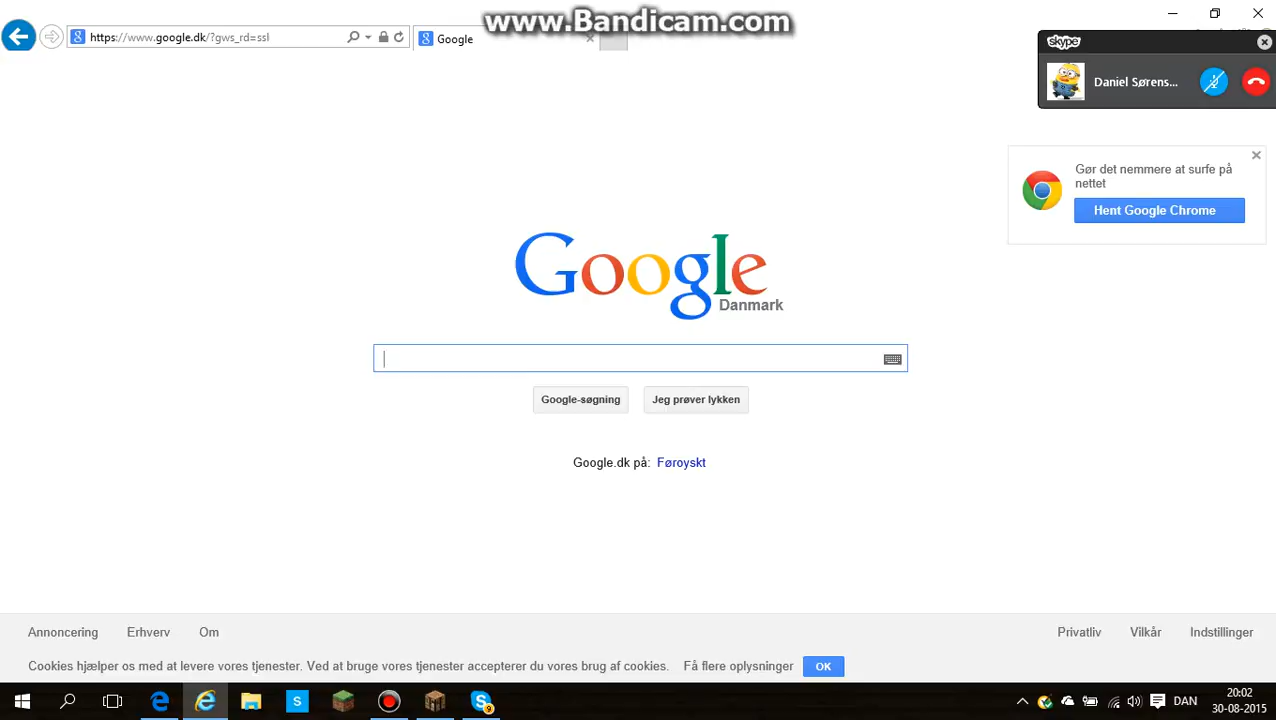 www.Bandicam.com
https://www.google.dk/?gws_rd=ssl
Google
skype
Daniel Sørens...
Gør det nemmere at surfe på
nettet
Hent Google Chrome
Google
Danmark
Google-søgning
Jeg prøver lykken
Google.dk på: Føroyskt
Annoncering
Erhverv
Om
Privatliv
Vilkår
Indstillinger
Cookies hjælper os med at levere vores tjenester. Ved at bruge vores tjenester accepterer du vores brug af cookies.
Få flere oplysninger
OK
S
9
DAN
20:02
30-08-2015